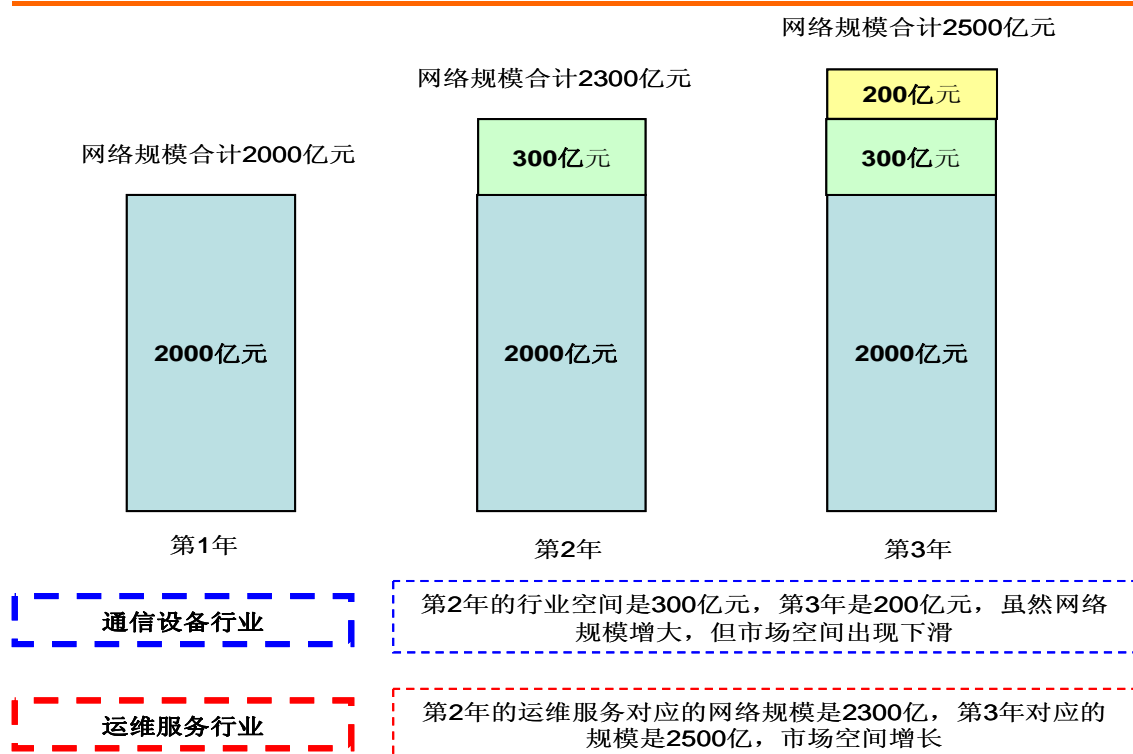 网络规模合计2500亿元
网络规模合计2300亿元
200亿元
网络规模合计2000亿元
300亿元
300亿元
2000亿元
2000亿元
2000亿元
第1年
第2年
第3年
通信设备行业
第2年的行业空间是300亿元，第3年是200亿元，虽然网络
规模增大，但市场空间出现下滑
运维服务行业
第2年的运维服务对应的网络规模是2300亿，第3年对应的
规模是2500亿，市场空间增长